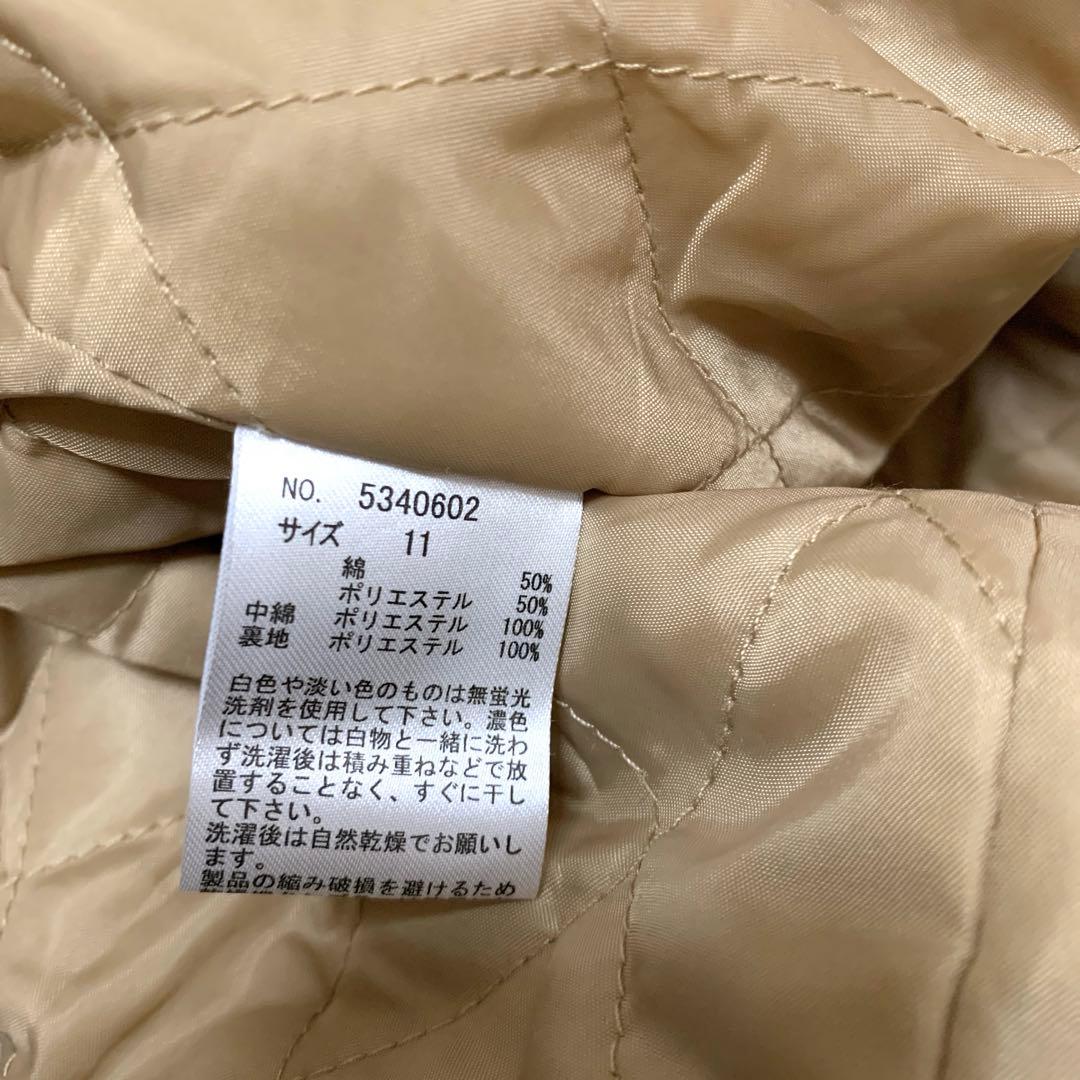 NO. 5340602
サイズ 11
綿 50%
ポリエステル 50%
中綿 ポリエステル 100%
裏地 ポリエステル 100%
白色や淡い色のものは無蛍光
洗剤を使用して下さい。濃色
については白物と一緒に洗わ
ず洗濯後は積み重ねなどで放
置することなく、すぐに干し
て下さい。
洗濯後は自然乾燥でお願いし
ます。
製品の縮み破損を避けるため